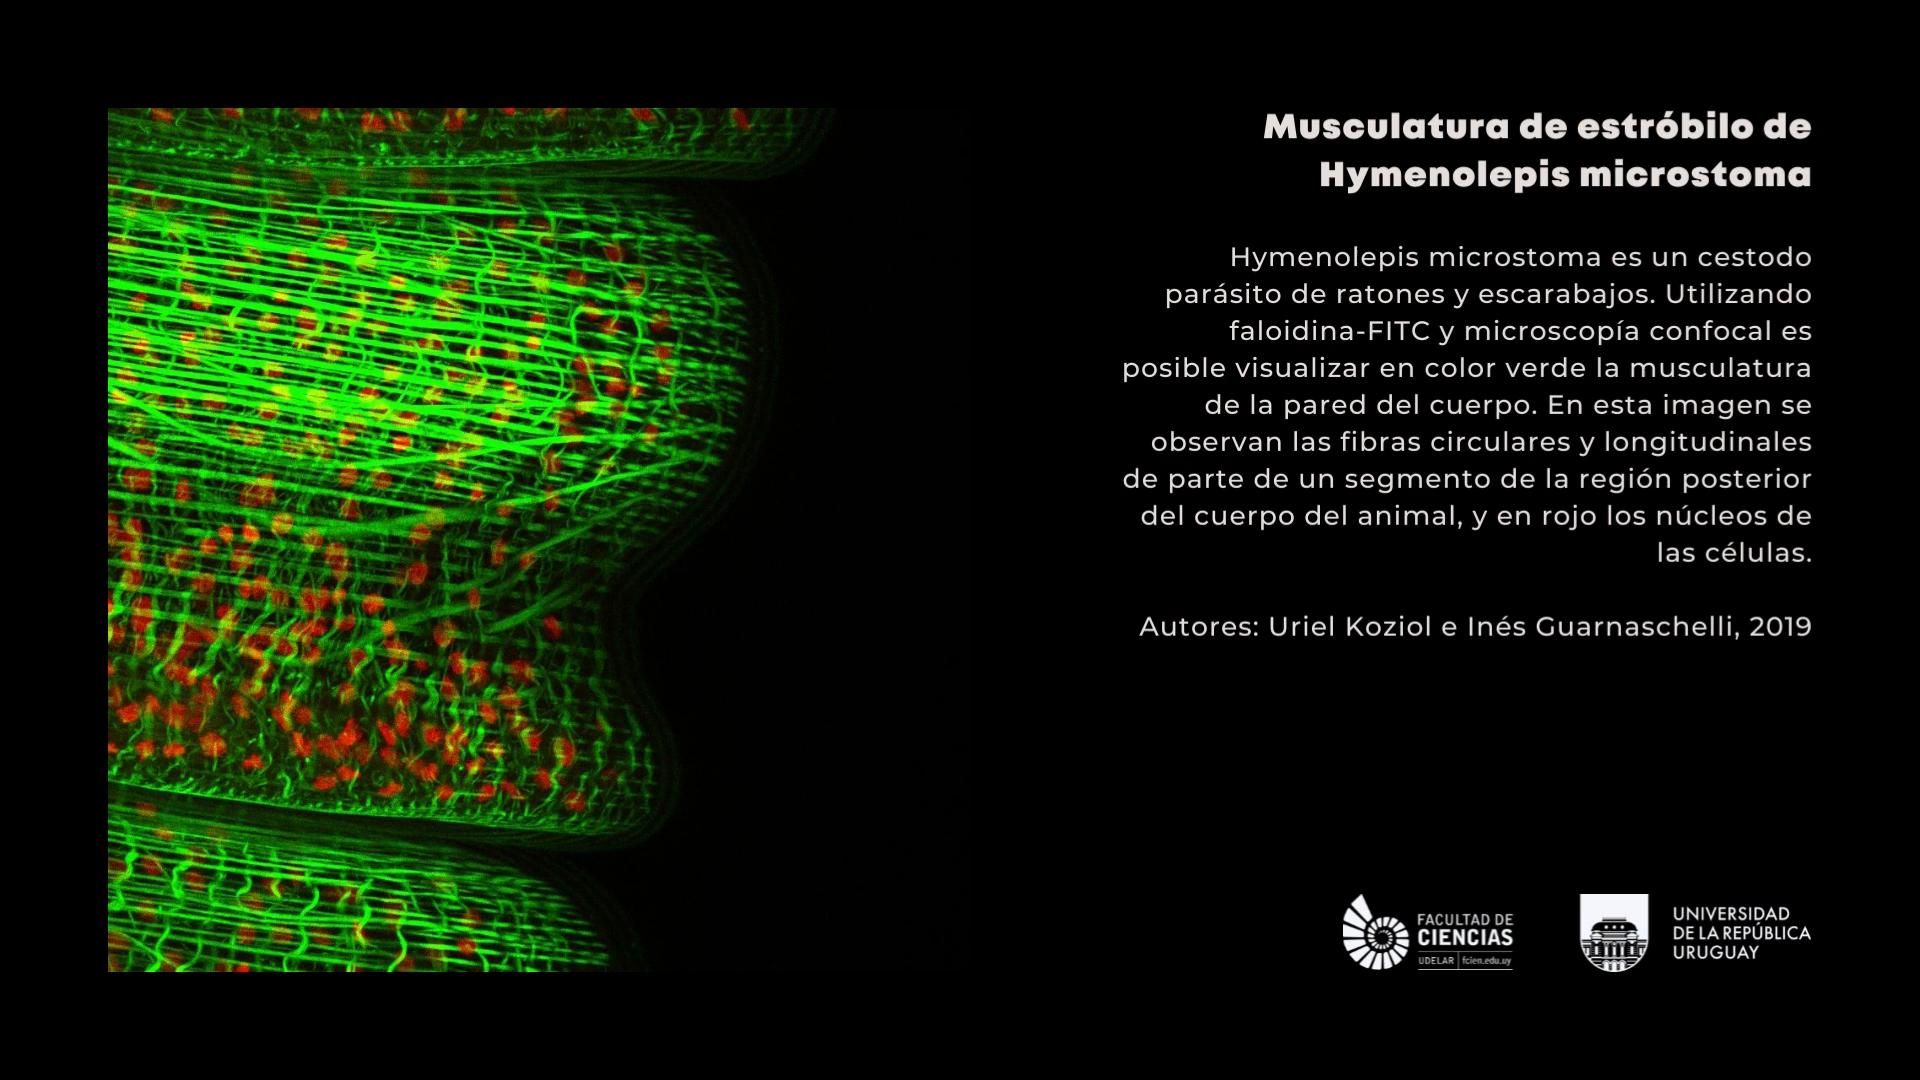 Musculatura de estróbilo de
Hymenolepis microstoma
Hymenolepis microstoma es un cestodo
parásito de ratones y escarabajos. Utilizando
faloidina-FITC y microscopía confocal es
posible visualizar en color verde la musculatura
de la pared del cuerpo. En esta imagen se
observan las fibras circulares y longitudinales
de parte de un segmento de la región posterior
del cuerpo del animal, y en rojo los núcleos de
las células.
Autores: Uriel Koziol e Inés Guarnaschelli, 2019
FACULTAD DE
CIENCIAS
UDELAR | fcien.edu.uy
UNIVERSIDAD
DE LA REPÚBLICA
URUGUAY